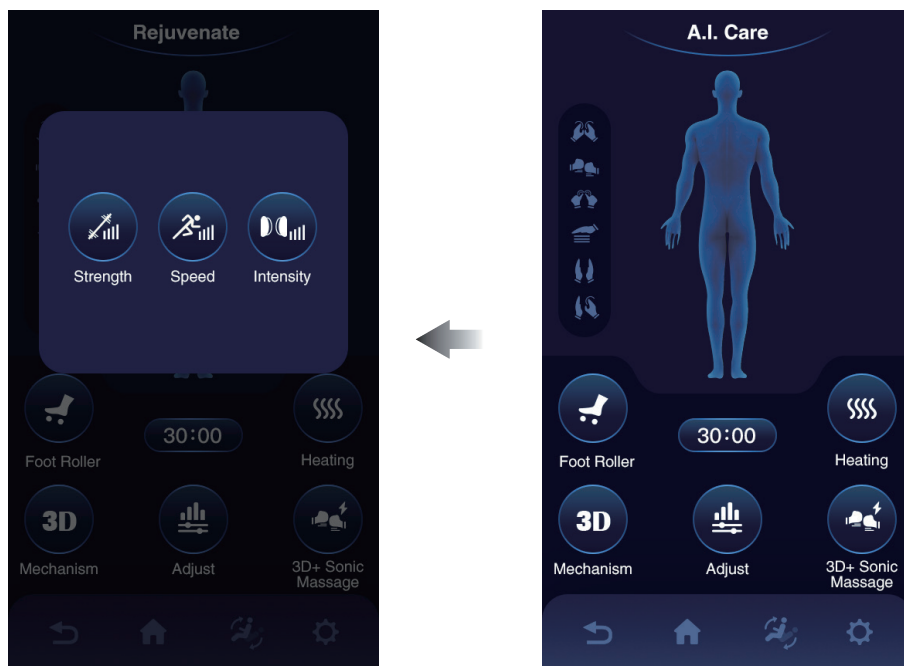 Rejuvenate
Strength
Speed
Intensity
30:00
Foot Roller
Heating
3D
Mechanism
Adjust
3D+ Sonic
Massage
A.I. Care
30:00
Foot Roller
Heating
3D
Mechanism
Adjust
3D+ Sonic
Massage